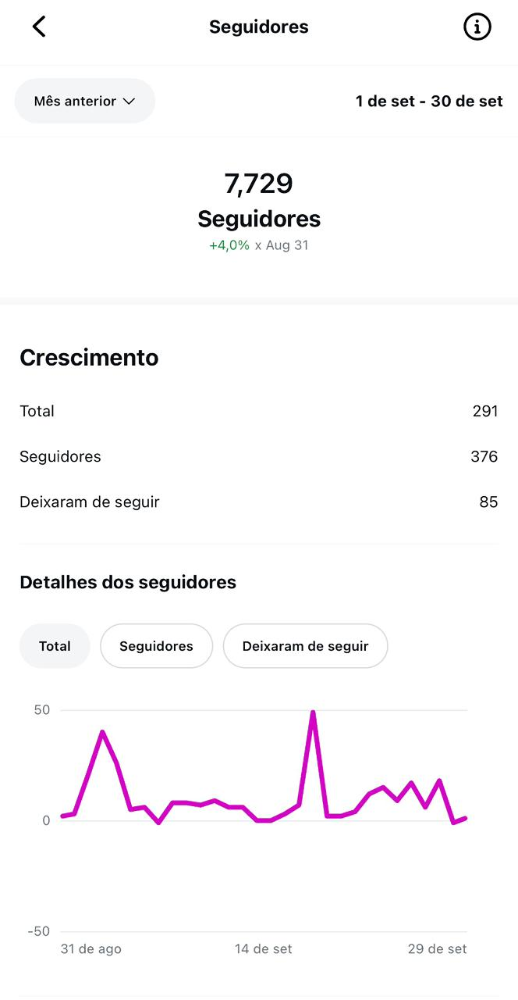 Seguidores
Mês anterior
1 de set - 30 de set
7,729
Seguidores
+4,0% x Aug 31
Crescimento
Total 291
Seguidores 376
Deixaram de seguir 85
Detalhes dos seguidores
Total Seguidores Deixaram de seguir
50
0
-50
31 de ago 14 de set 29 de set